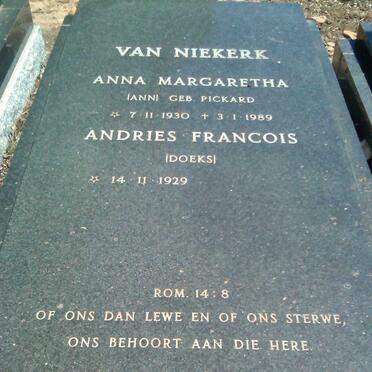 VAN NIEKERK
ANNA MARGARETHA
(ANN) GEB PICKARD
☆ 7·11·1930 + 3·1·1989
ANDRIES FRANCOIS
(DOEKS)
☆ 14·11·1929
ROM. 14:8
OF ONS DAN LEWE EN OF ONS STERWE,
ONS BEHOORT AAN DIE HERE.